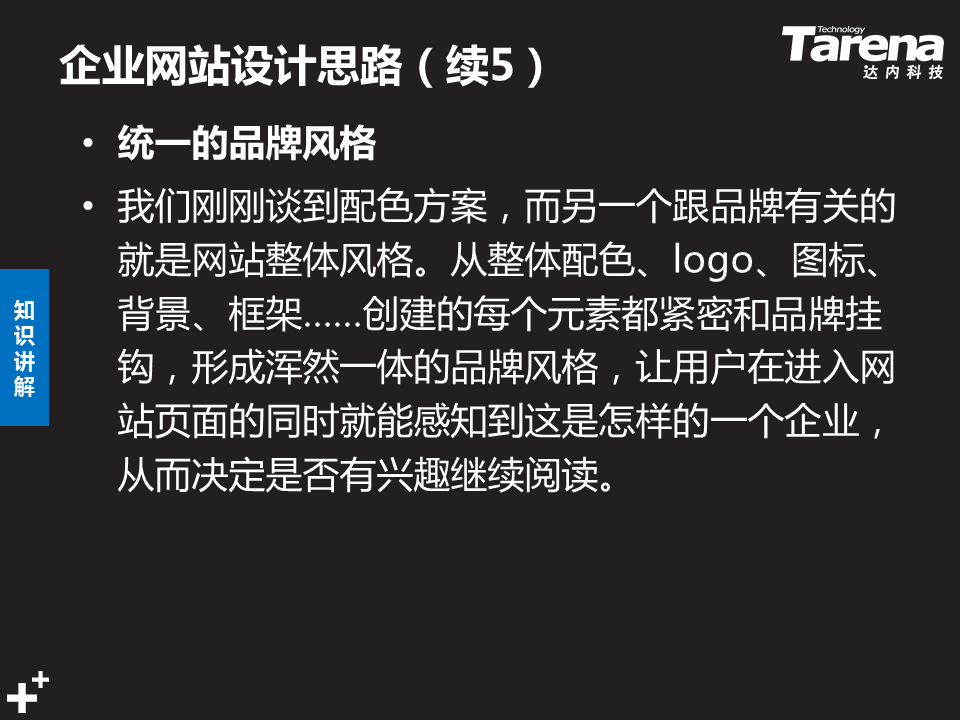 企业网站设计思路（续5）
Technology
Tarena
达内科技
• 统一的品牌风格
• 我们刚刚谈到配色方案，而另一个跟品牌有关的
就是网站整体风格。从整体配色、logo、图标、
背景、框架……创建的每个元素都紧密和品牌挂
钩，形成浑然一体的品牌风格，让用户在进入网
站页面的同时就能感知到这是怎样的一个企业，
从而决定是否有兴趣继续阅读。
知
识
讲
解